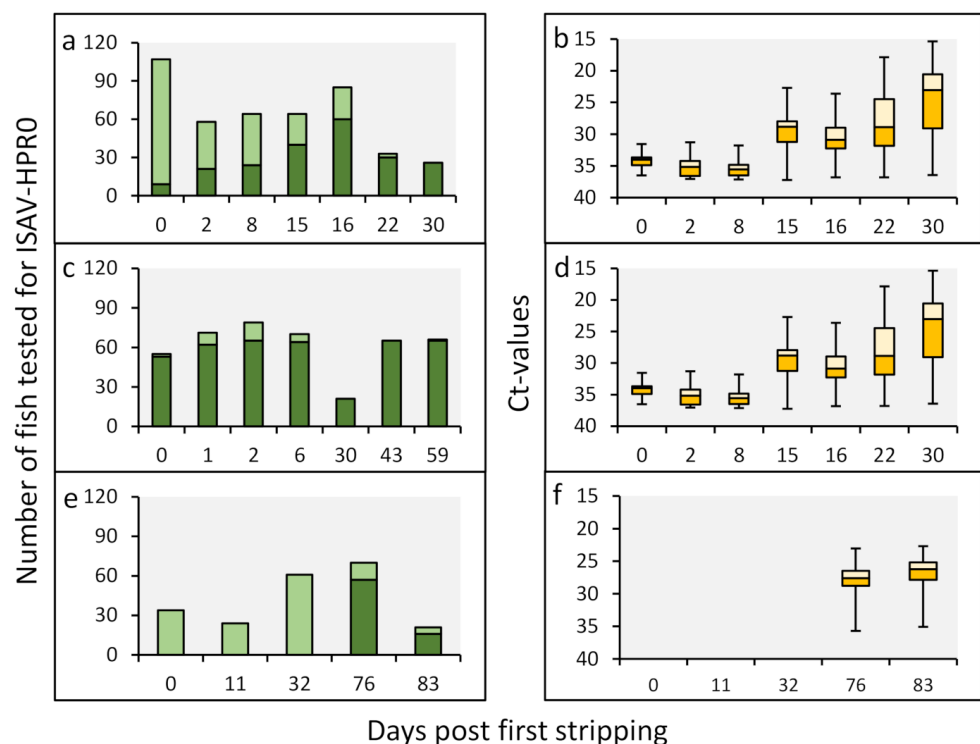 Number of fish tested for ISAV-HPR0
a
120
90
60
30
0
0 2 8 15 16 22 30
b
15
20
25
30
35
40
0 2 8 15 16 22 30
c
120
90
60
30
0
0 1 2 6 30 43 59
Ct-values
d
15
20
25
30
35
40
0 2 8 15 16 22 30
e
120
90
60
30
0
0 11 32 76 83
f
15
20
25
30
35
40
0 11 32 76 83
Days post first stripping